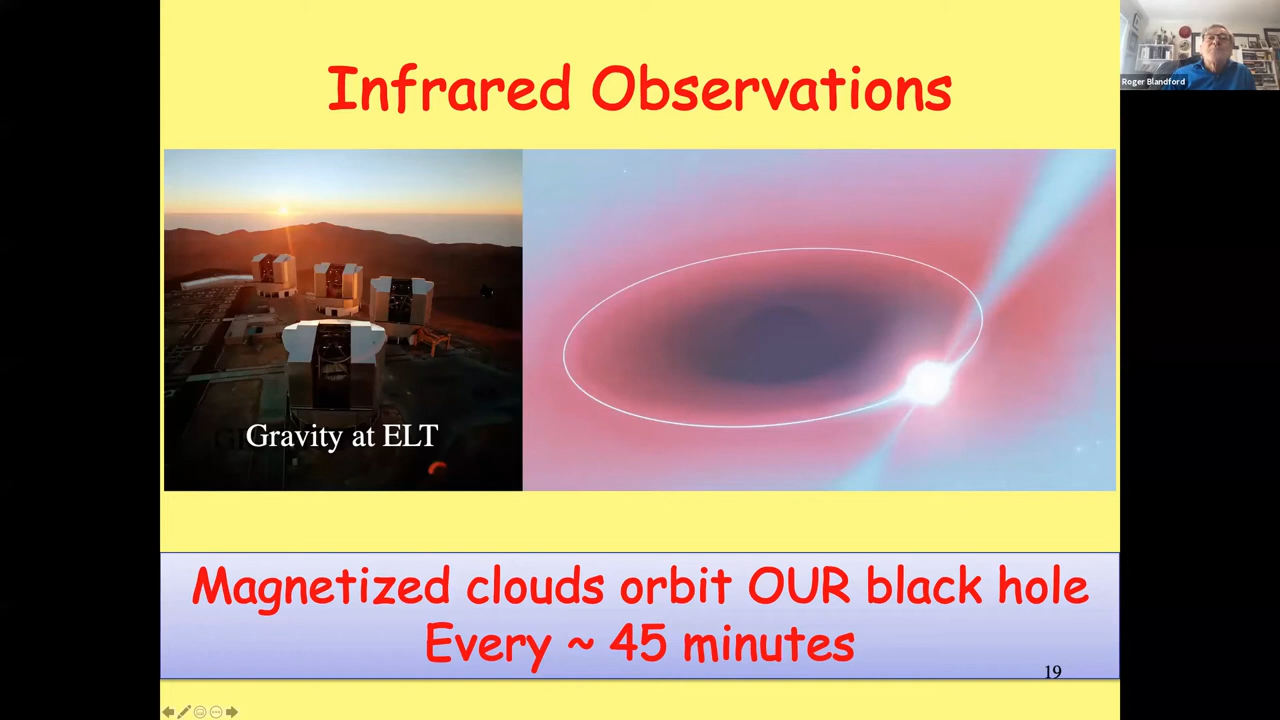 Infrared Observations
Roger Blandford
Gravity at ELT
Magnetized clouds orbit OUR black hole
Every ~ 45 minutes
19